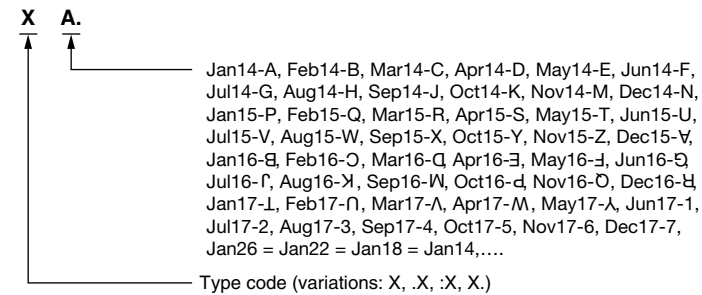 X A.
Jan14-A, Feb14-B, Mar14-C, Apr14-D, May14-E, Jun14-F,
Jul14-G, Aug14-H, Sep14-J, Oct14-K, Nov14-M, Dec14-N,
Jan15-P, Feb15-Q, Mar15-R, Apr15-S, May15-T, Jun15-U,
Jul15-V, Aug15-W, Sep15-X, Oct15-Y, Nov15-Z, Dec15-∀,
Jan16-ᗺ, Feb16-Ɔ, Mar16-ᗡ, Apr16-Ǝ, May16-Ⅎ, Jun16-⅁,
Jul16-ſ, Aug16-ꓘ, Sep16-W, Oct16-Ԁ, Nov16-Ò, Dec16-ᴚ,
Jan17-⊥, Feb17-∩, Mar17-Λ, Apr17-M, May17-⅄, Jun17-1,
Jul17-2, Aug17-3, Sep17-4, Oct17-5, Nov17-6, Dec17-7,
Jan26 = Jan22 = Jan18 = Jan14,....
Type code (variations: X, .X, :X, X.)